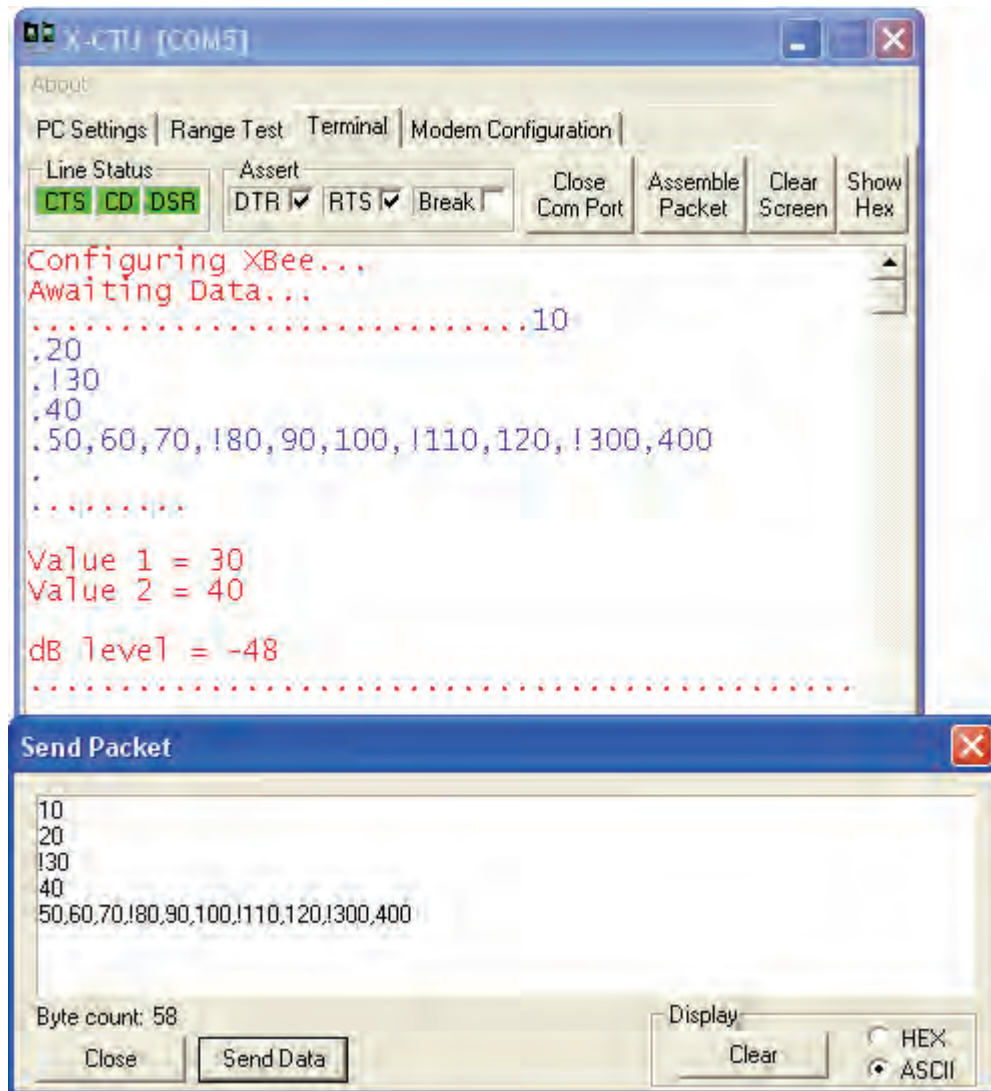 X-CTU [COM5]
About
PC Settings Range Test Terminal Modem Configuration
Line Status Assert
CTS CD DSR DTR RTS Break
Close Com Port
Assemble Packet
Clear Screen
Show Hex
Configuring XBee...
Awaiting Data...
............................10
.20
.!30
.40
.50,60,70,!80,90,100,!110,120,!300,400
.
.........
Value 1 = 30
Value 2 = 40
dB level = -48
..............................................
Send Packet
10
20
!30
40
50,60,70,!80,90,100,!110,120,!300,400
Byte count: 58
Display
Close Send Data Clear
HEX
ASCII